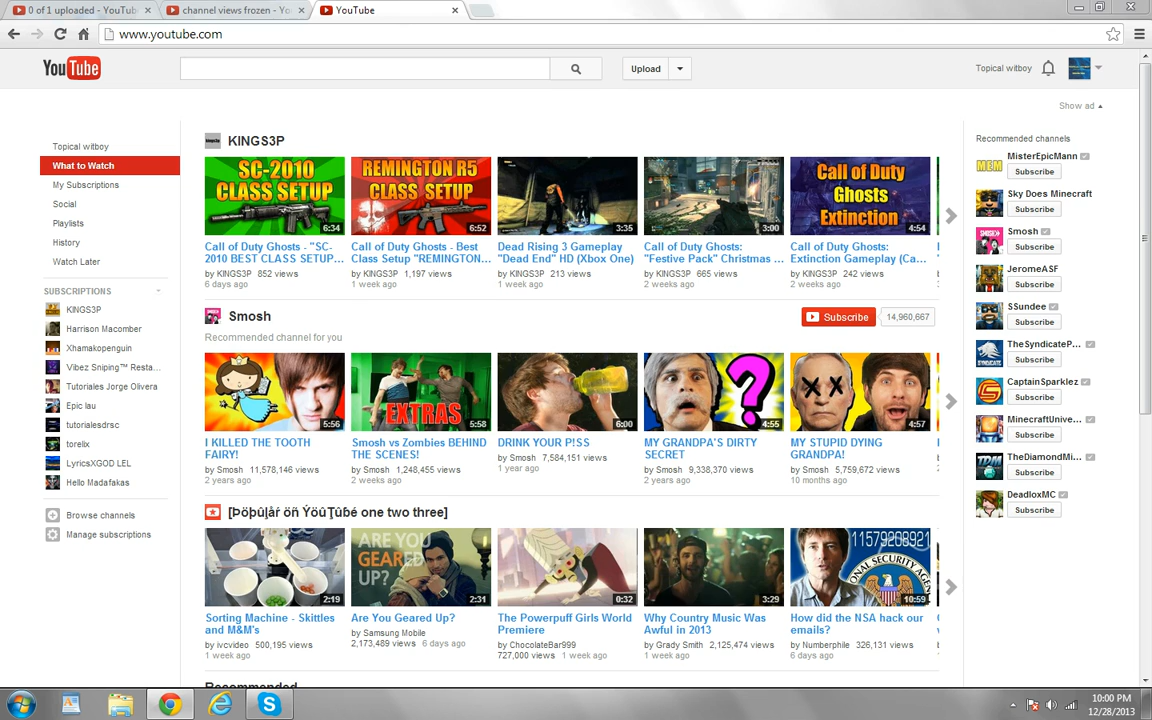 0 of 1 uploaded - YouTub
channel views frozen - Yo
YouTube
www.youtube.com
YouTube
Upload
Topical witboy
Show ad
Topical witboy
What to Watch
My Subscriptions
Social
Playlists
History
Watch Later
SUBSCRIPTIONS
KINGS3P
Harrison Macomber
Xhamakopenguin
Vibez Sniping™ Resta...
Tutoriales Jorge Olivera
Epic lau
tutorialesdrsc
torelix
LyricsXGOD LEL
Hello Madafakas
Browse channels
Manage subscriptions
KINGS3P
SC-2010
CLASS SETUP
6:34
REMINGTON R5
CLASS SETUP
6:52
3:35
3:00
Call of Duty
Ghosts
Extinction
4:54
Call of Duty Ghosts - "SC-
2010 BEST CLASS SETUP...
by KINGS3P 852 views
6 days ago
Call of Duty Ghosts - Best
Class Setup "REMINGTON...
by KINGS3P 1,197 views
1 week ago
Dead Rising 3 Gameplay
"Dead End" HD (Xbox One)
by KINGS3P 213 views
1 week ago
Call of Duty Ghosts:
"Festive Pack" Christmas ...
by KINGS3P 665 views
2 weeks ago
Call of Duty Ghosts:
Extinction Gameplay (Ca...
by KINGS3P 242 views
2 weeks ago
Smosh
Subscribe
14,960,667
Recommended channel for you
5:56
EXTRAS
5:58
6:00
?
4:55
4:57
I KILLED THE TOOTH
FAIRY!
by Smosh 11,578,146 views
2 years ago
Smosh vs Zombies BEHIND
THE SCENES!
by Smosh 1,248,455 views
2 weeks ago
DRINK YOUR P!SS
by Smosh 7,584,151 views
1 year ago
MY GRANDPA'S DIRTY
SECRET
by Smosh 9,338,370 views
2 years ago
MY STUPID DYING
GRANDPA!
by Smosh 5,759,672 views
10 months ago
[Þöþûļåŕ öñ ÝöûŢûƀé one two three]
2:19
ARE YOU
GEARED
UP?
2:31
0:32
3:29
11579208921
ONAL SECURITY AGEN
10:59
Sorting Machine - Skittles
and M&M's
by ivcvideo 500,195 views
1 week ago
Are You Geared Up?
by Samsung Mobile
2,173,489 views 6 days ago
The Powerpuff Girls World
Premiere
by ChocolateBar999
727,000 views 1 week ago
Why Country Music Was
Awful in 2013
by Grady Smith 2,125,474 views
1 week ago
How did the NSA hack our
emails?
by Numberphile 326,131 views
6 days ago
Recommended
Recommended channels
MEM
MisterEpicMann
Subscribe
Sky Does Minecraft
Subscribe
Smosh
Subscribe
JeromeASF
Subscribe
SSundee
Subscribe
TheSyndicateP...
Subscribe
CaptainSparklez
Subscribe
MinecraftUnive...
Subscribe
TDM
TheDiamondMi...
Subscribe
DeadloxMC
Subscribe
10:00 PM
12/28/2013